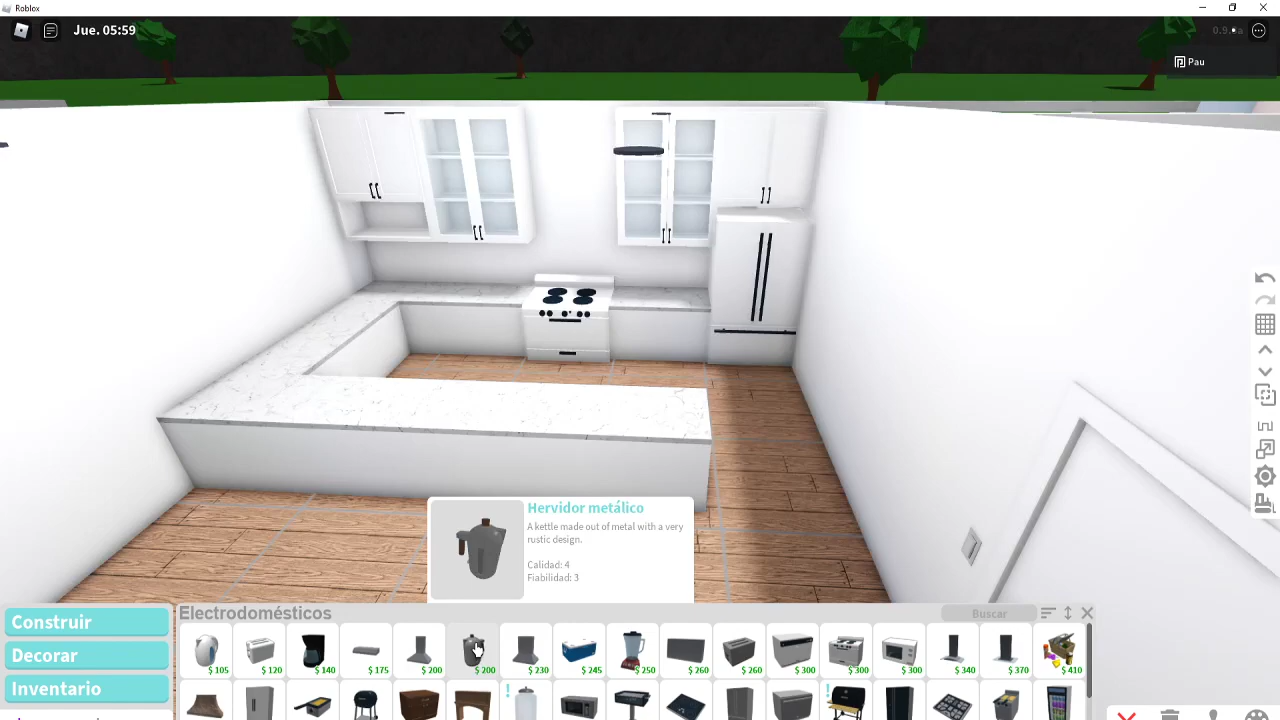 Roblox
Jue. 05:59
Pau
Hervidor metálico
A kettle made out of metal with a very
rustic design.
Calidad: 4
Fiabilidad: 3
Construir
Decorar
Inventario
Electrodomésticos
Buscar
$ 105
$ 120
$ 140
$ 175
$ 200
$ 200
$ 230
$ 245
$ 250
$ 260
$ 260
$ 300
$ 300
$ 300
$ 340
$ 370
$ 410